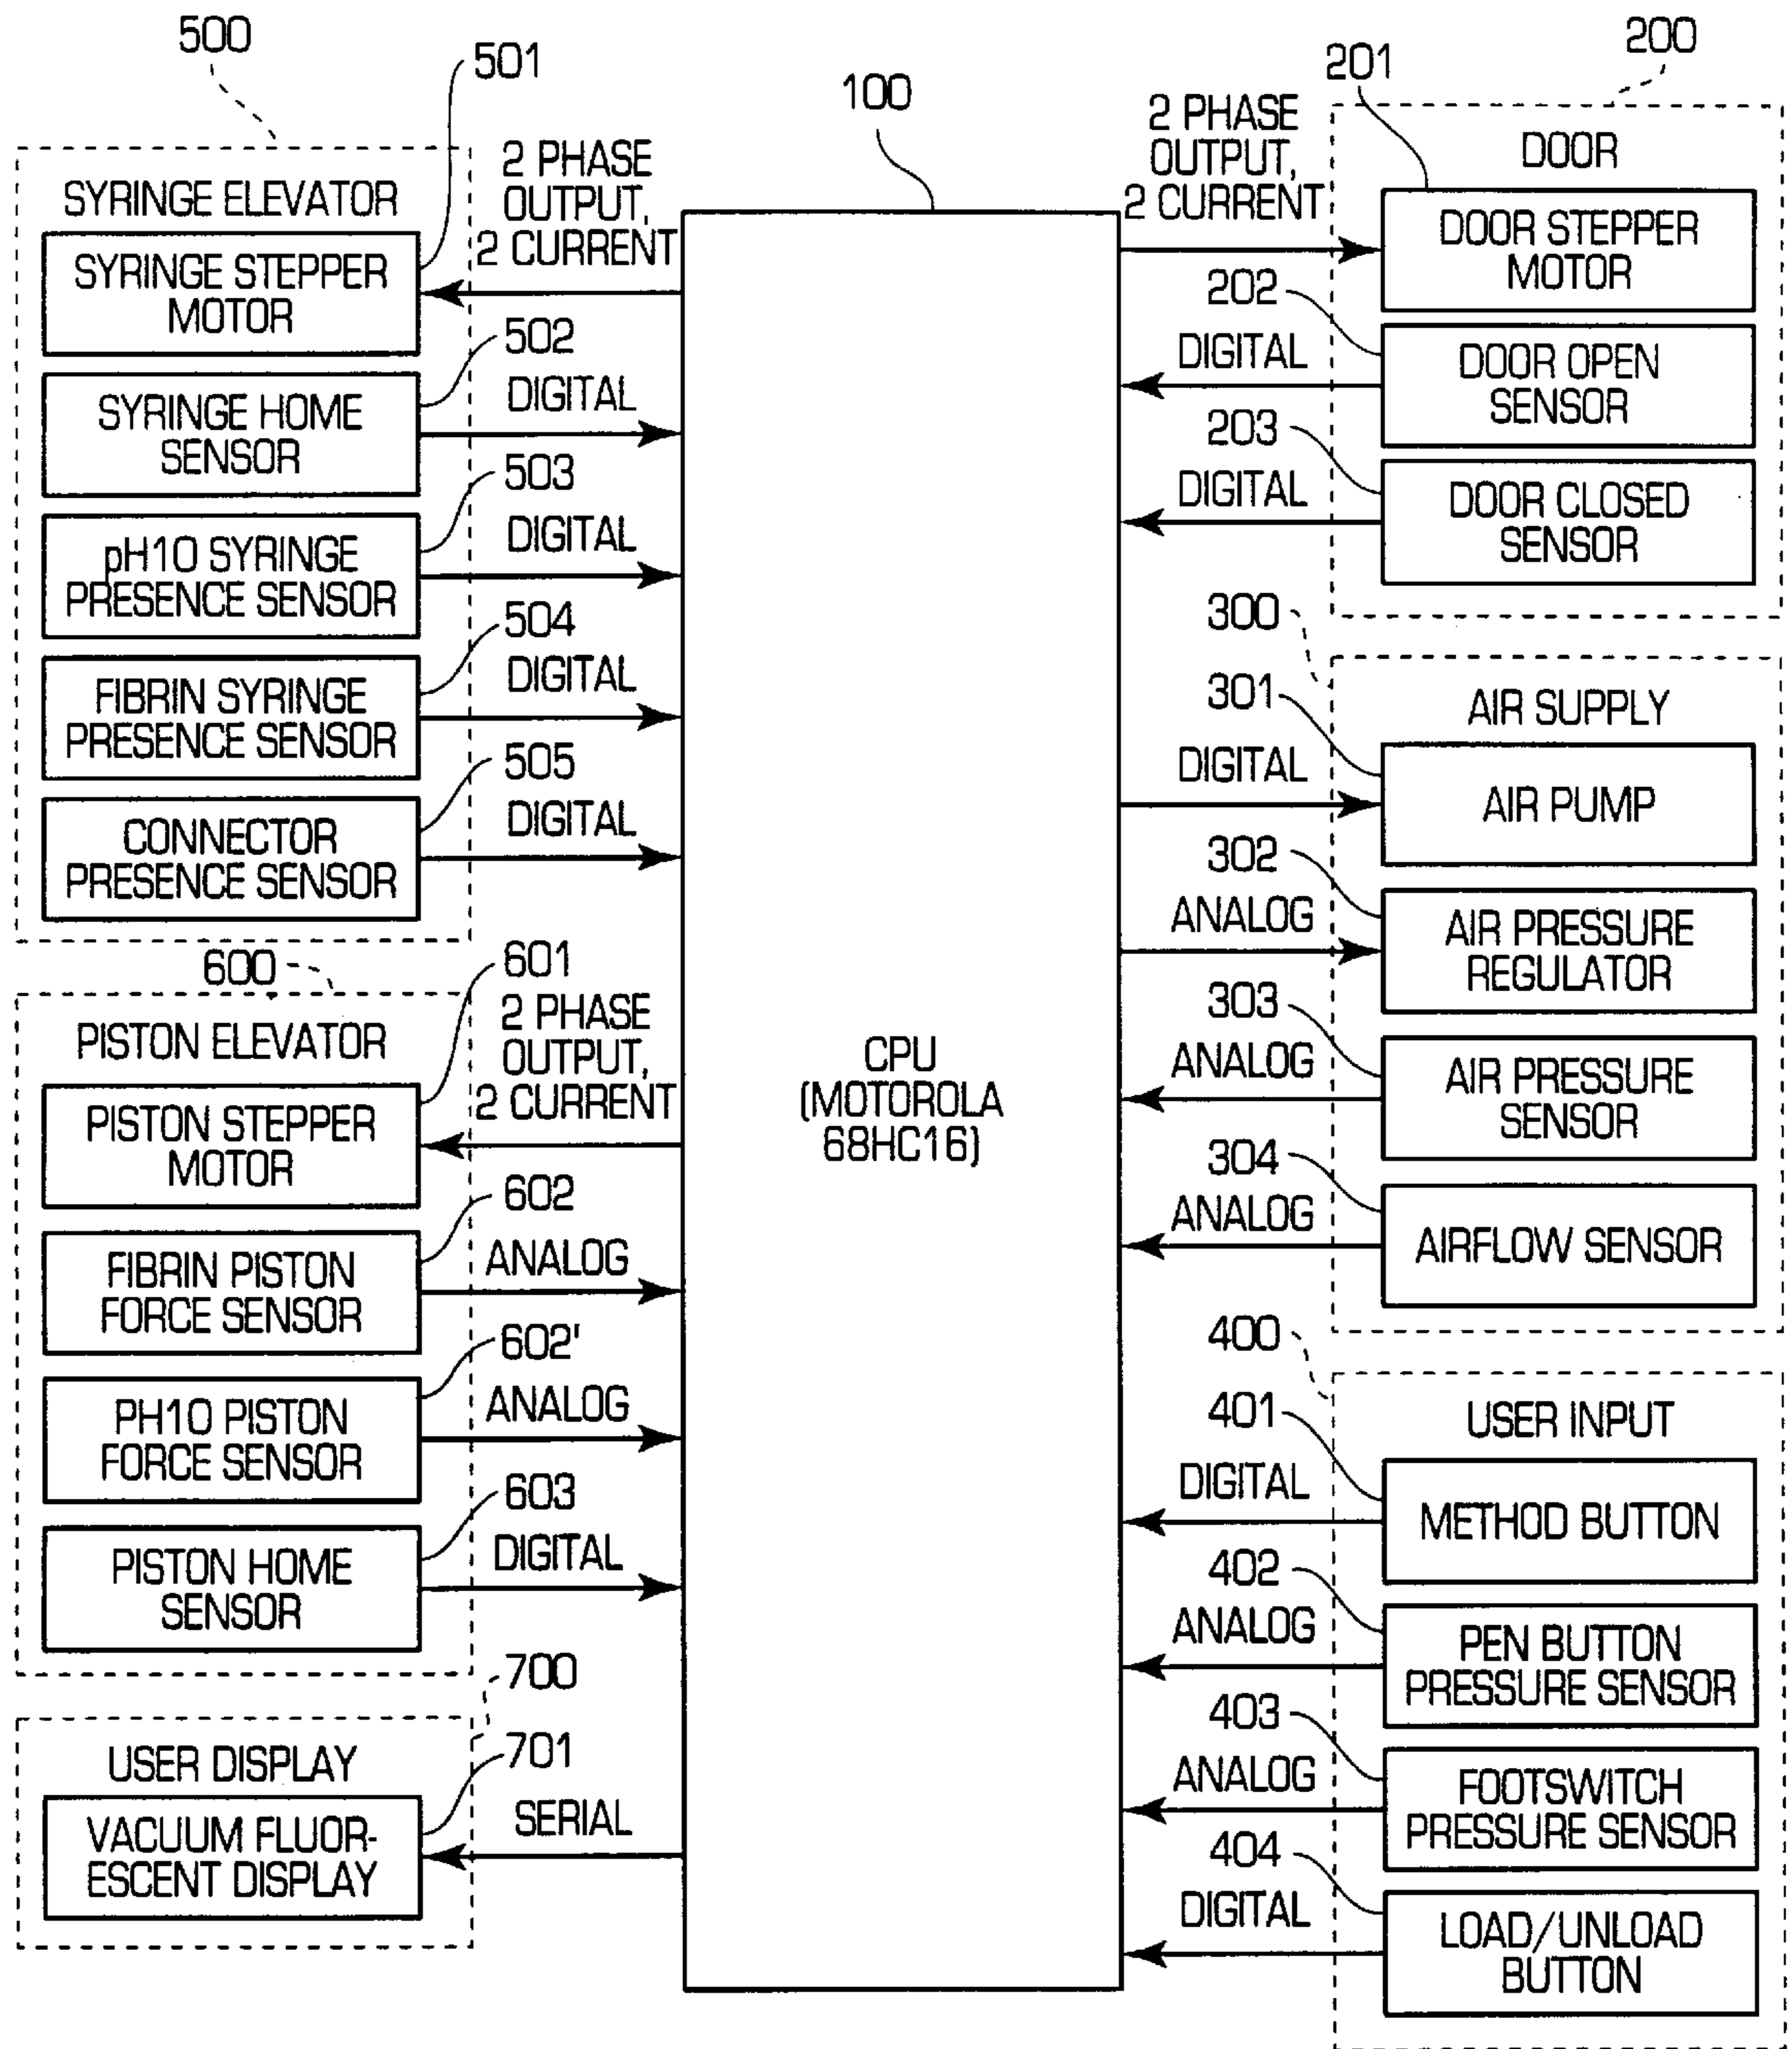 500
501
SYRINGE ELEVATOR
2 PHASE
OUTPUT,
2 CURRENT
SYRINGE STEPPER
MOTOR
502
SYRINGE HOME
SENSOR
DIGITAL
503
pH10 SYRINGE
PRESENCE SENSOR
DIGITAL
504
FIBRIN SYRINGE
PRESENCE SENSOR
DIGITAL
505
CONNECTOR
PRESENCE SENSOR
DIGITAL
600
601
PISTON ELEVATOR
2 PHASE
OUTPUT,
2 CURRENT
PISTON STEPPER
MOTOR
602
FIBRIN PISTON
FORCE SENSOR
ANALOG
602'
PH10 PISTON
FORCE SENSOR
ANALOG
603
PISTON HOME
SENSOR
DIGITAL
700
USER DISPLAY
701
VACUUM FLUOR-
ESCENT DISPLAY
SERIAL
100
CPU
(MOTOROLA
68HC16)
200
201
2 PHASE
OUTPUT,
2 CURRENT
DOOR
DOOR STEPPER
MOTOR
202
DIGITAL
DOOR OPEN
SENSOR
203
DIGITAL
DOOR CLOSED
SENSOR
300
301
AIR SUPPLY
DIGITAL
AIR PUMP
302
ANALOG
AIR PRESSURE
REGULATOR
303
ANALOG
AIR PRESSURE
SENSOR
304
ANALOG
AIRFLOW SENSOR
400
401
USER INPUT
DIGITAL
METHOD BUTTON
402
ANALOG
PEN BUTTON
PRESSURE SENSOR
403
ANALOG
FOOTSWITCH
PRESSURE SENSOR
404
DIGITAL
LOAD/UNLOAD
BUTTON